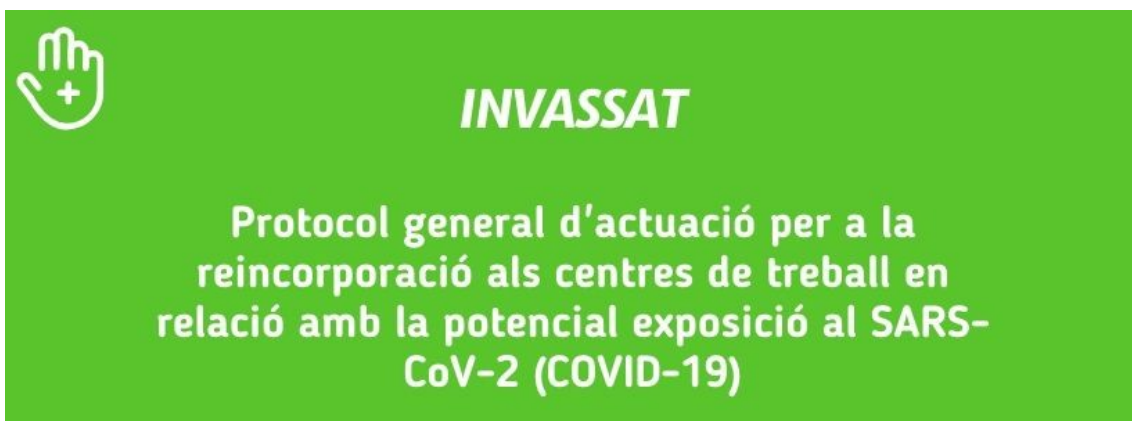 INVASSAT
Protocol general d'actuació per a la
reincorporació als centres de treball en
relació amb la potencial exposició al SARS-
CoV-2 (COVID-19)